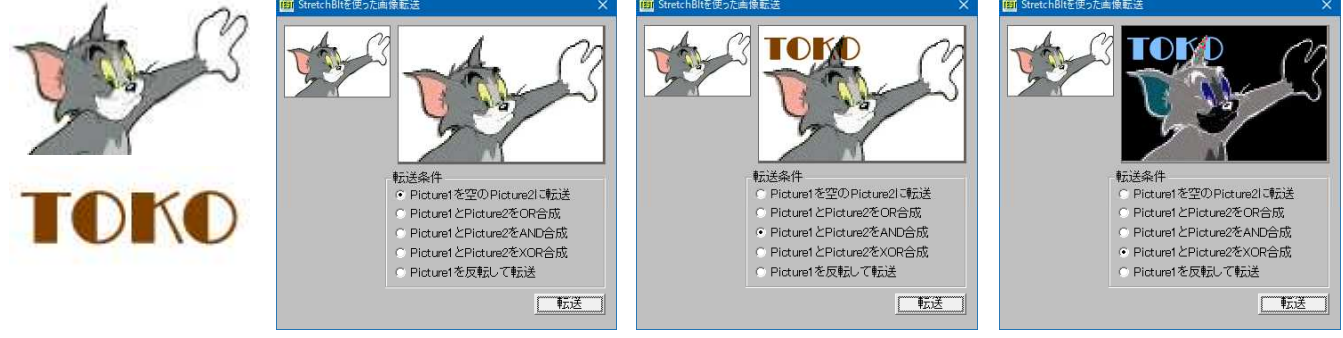 TOKO
StretchBltを使った画像転送
転送条件
Picture1を空のPicture2に転送
Picture1とPicture2をOR合成
Picture1とPicture2をAND合成
Picture1とPicture2をXOR合成
Picture1を反転して転送
転送
StretchBltを使った画像転送
TOKO
転送条件
Picture1を空のPicture2に転送
Picture1とPicture2をOR合成
Picture1とPicture2をAND合成
Picture1とPicture2をXOR合成
Picture1を反転して転送
転送
StretchBltを使った画像転送
TOKO
転送条件
Picture1を空のPicture2に転送
Picture1とPicture2をOR合成
Picture1とPicture2をAND合成
Picture1とPicture2をXOR合成
Picture1を反転して転送
転送